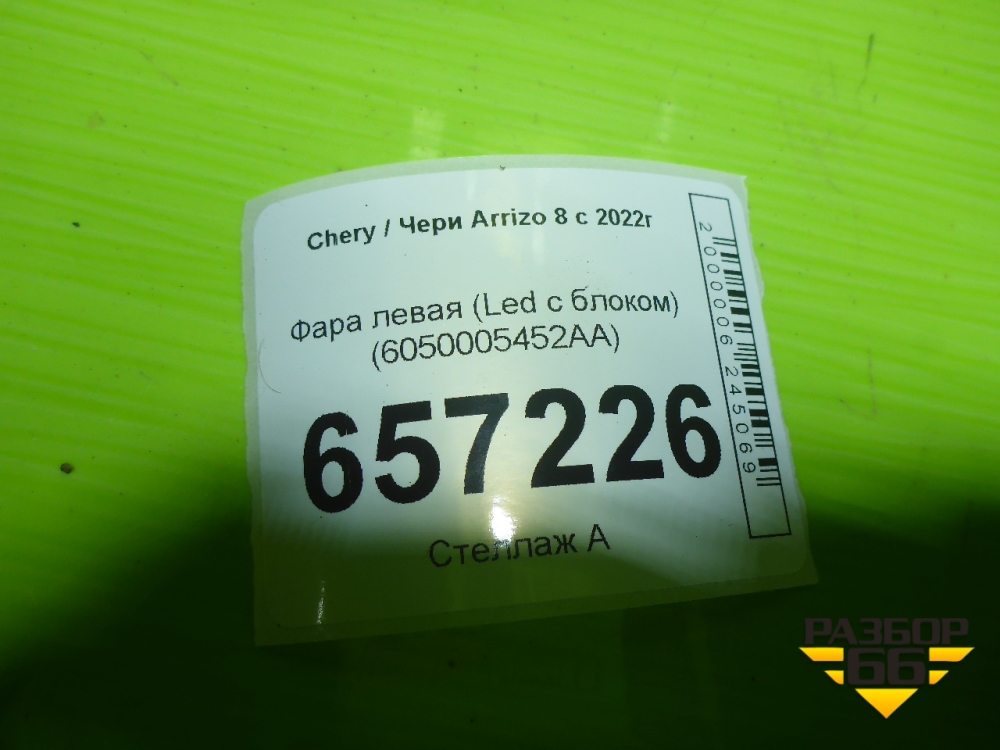 Chery / Чери Arrizo 8 с 2022г
Фара левая (Led с блоком)
(6050005452AA)
657226
Стеллаж А
2000006245069
РАЗБОР
66